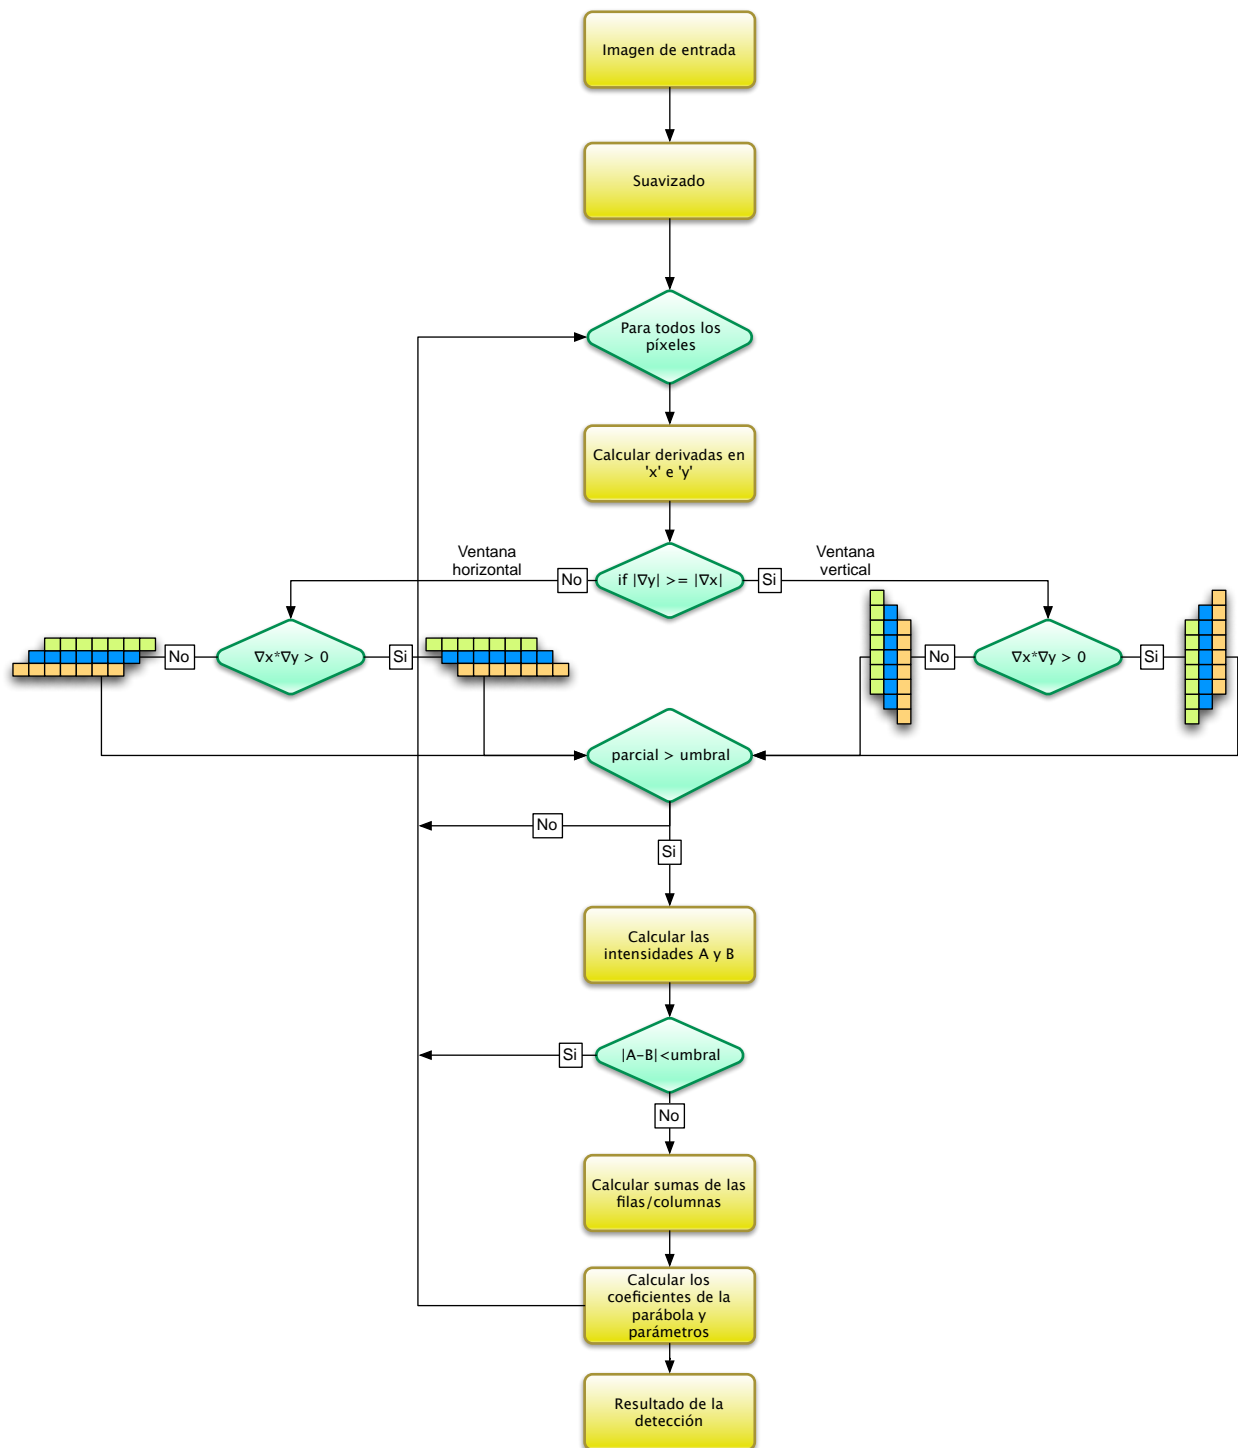 Imagen de entrada
Suavizado
Para todos los
píxeles
Calcular derivadas en
'x' e 'y'
Ventana
horizontal
No
if |∇y| >= |∇x|
Si
Ventana
vertical
No
∇x*∇y > 0
Si
No
∇x*∇y > 0
Si
parcial > umbral
No
Si
Calcular las
intensidades A y B
Si
|A-B|<umbral
No
Calcular sumas de las
filas/columnas
Calcular los
coeficientes de la
parábola y
parámetros
Resultado de la
detección